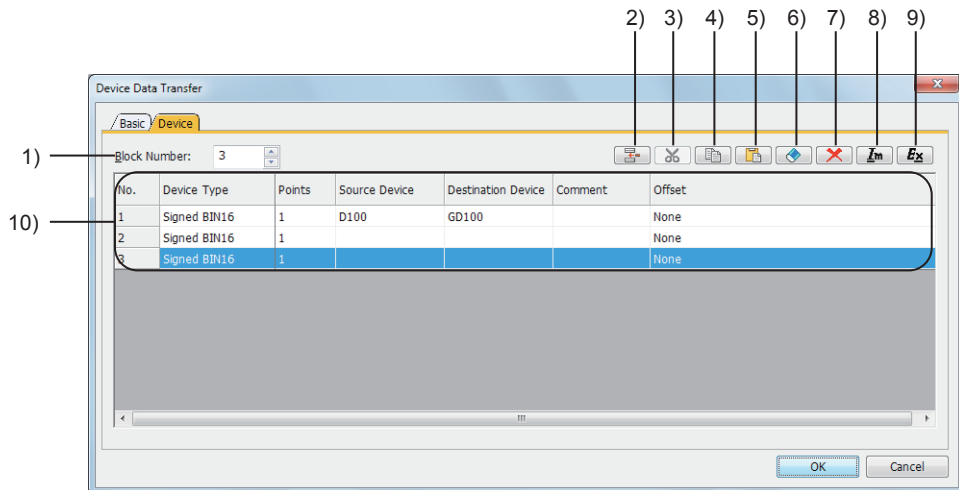 2) 3) 4) 5) 6) 7) 8) 9)
Device Data Transfer
Basic Device
1) Block Number: 3 Im Ex
No. Device Type Points Source Device Destination Device Comment Offset
10) 1 Signed BIN16 1 D100 GD100 None
2 Signed BIN16 1 None
3 Signed BIN16 1 None
OK Cancel